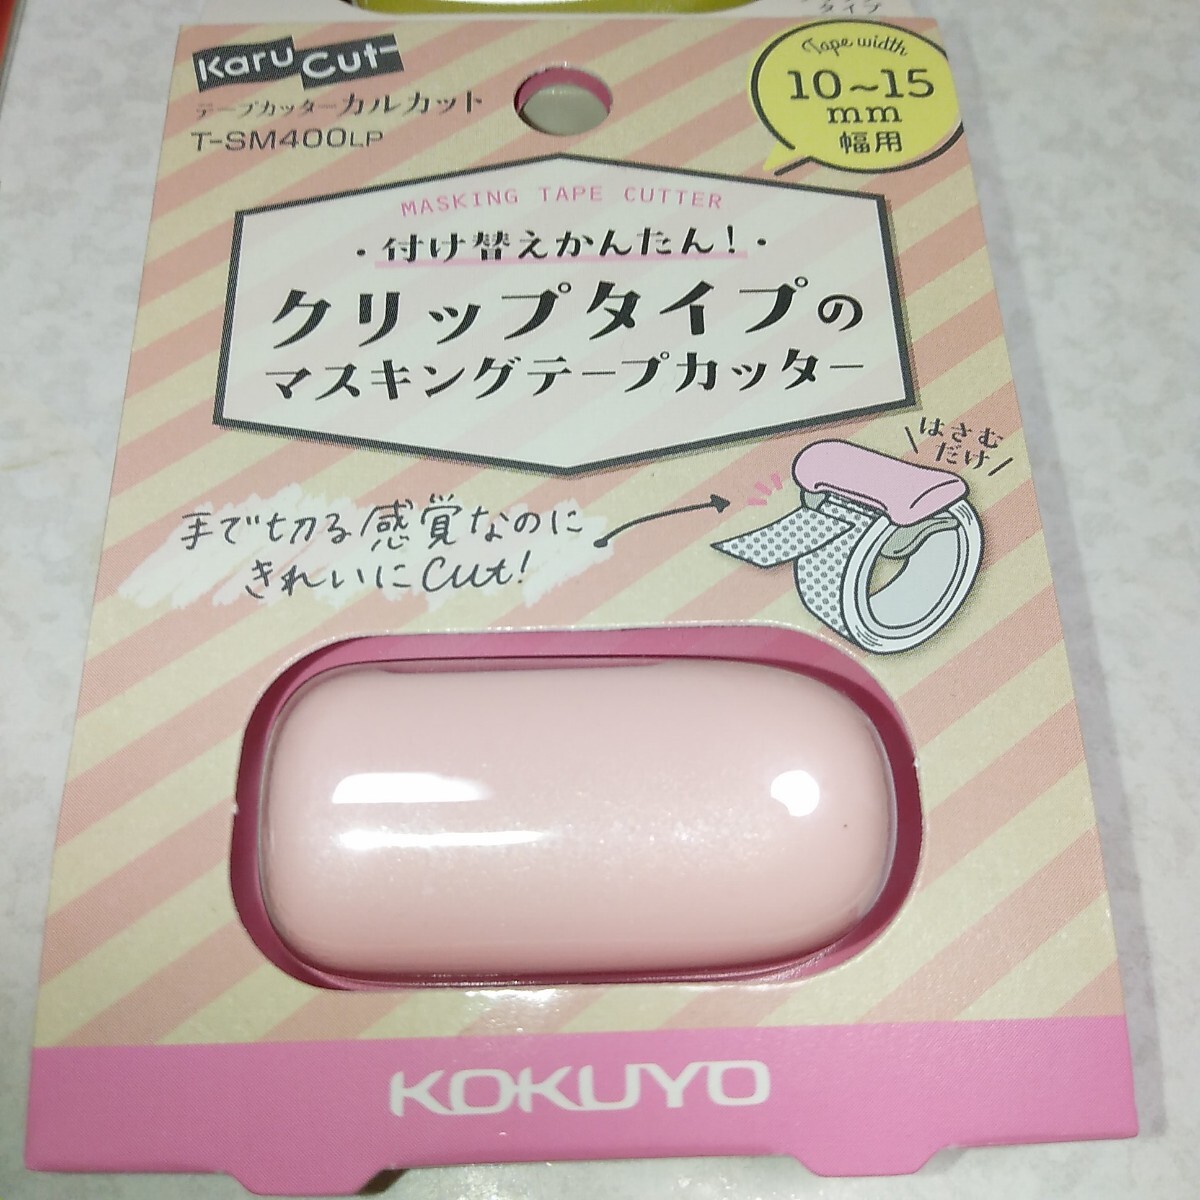 タイプ
Karu Cut
テープカッターカルカット
T-SM400LP
Tape width
10~15
mm
幅用
MASKING TAPE CUTTER
・付け替えかんたん!・
クリップタイプの
マスキングテープカッター
はさむ
だけ
手で切る感覚なのに
きれいにCut!
KOKUYO